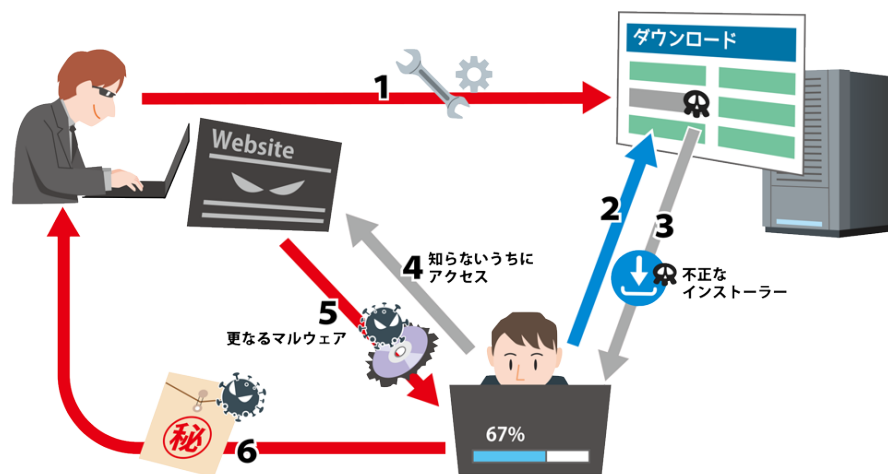 ダウンロード
1
Website
2
3
4
知らないうちに
アクセス
不正な
インストーラー
5
更なるマルウェア
67%
秘
6